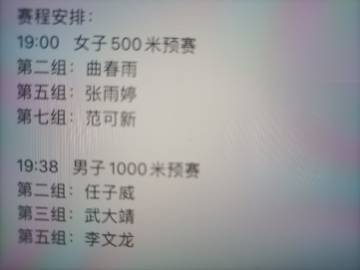 赛程安排:
19:00 女子500米预赛
第二组：曲春雨
第五组：张雨婷
第七组：范可新
19:38 男子1000米预赛
第二组：任子威
第三组：武大靖
第五组：李文龙